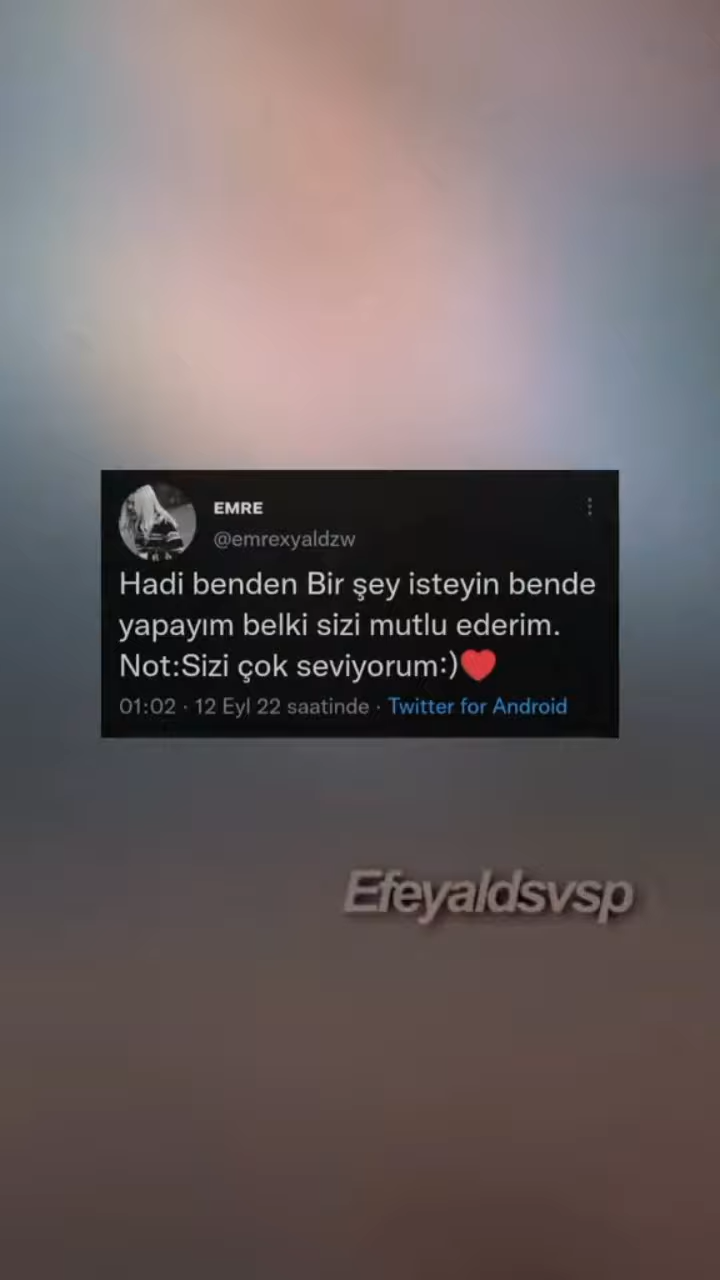 EMRE
@emrexyaldzw
Hadi benden Bir şey isteyin bende
yapayım belki sizi mutlu ederim.
Not:Sizi çok seviyorum:)❤️
01:02 · 12 Eyl 22 saatinde · Twitter for Android
Efeyaldsvsp